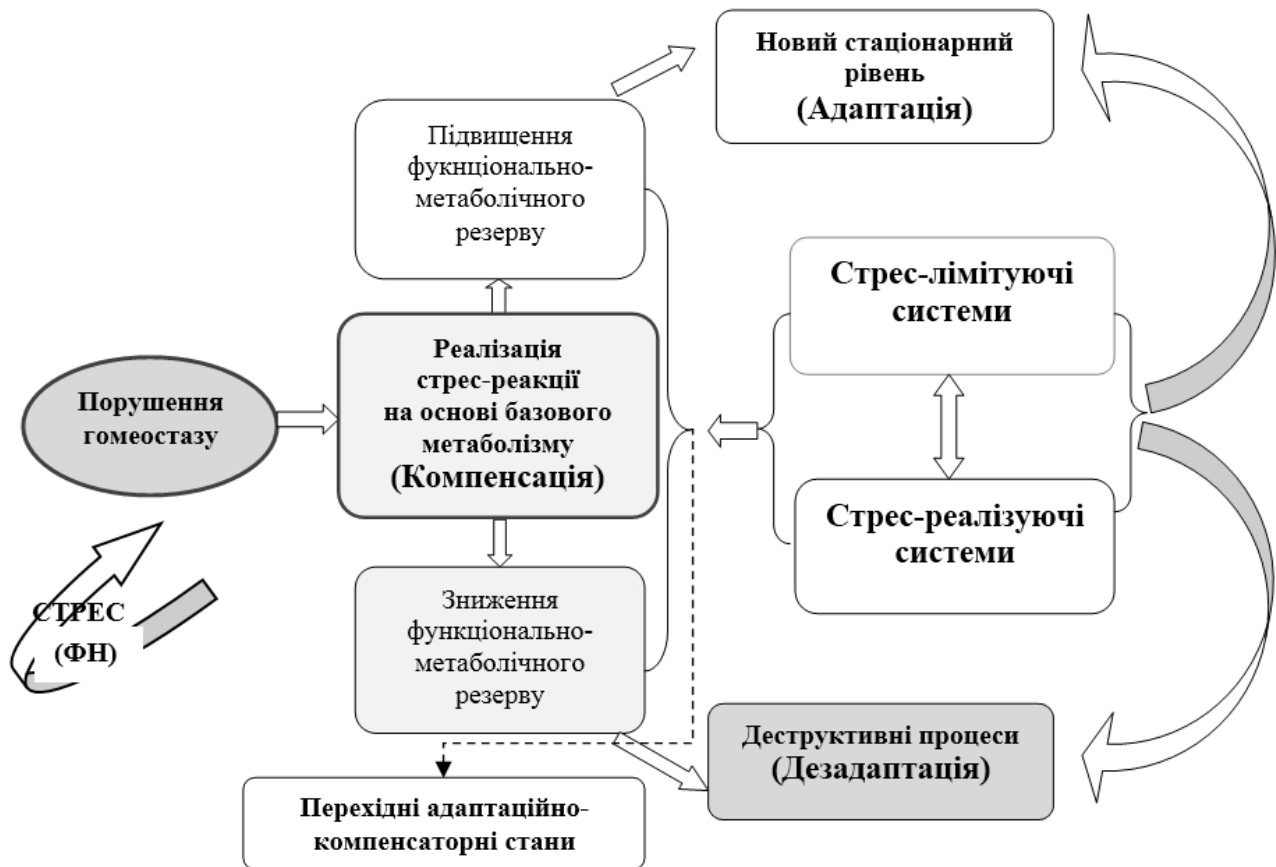 Новий стаціонарний
рівень
(Адаптація)
Підвищення
фукнціонально-
метаболічного
резерву
Стрес-лімітуючі
системи
Реалізація
стрес-реакції
на основі базового
метаболізму
(Компенсація)
Порушення
гомеостазу
Стрес-реалізуючі
системи
СТРЕС
(ФН)
Зниження
функціонально-
метаболічного
резерву
Деструктивні процеси
(Дезадаптація)
Перехідні адаптаційно-
компенсаторні стани